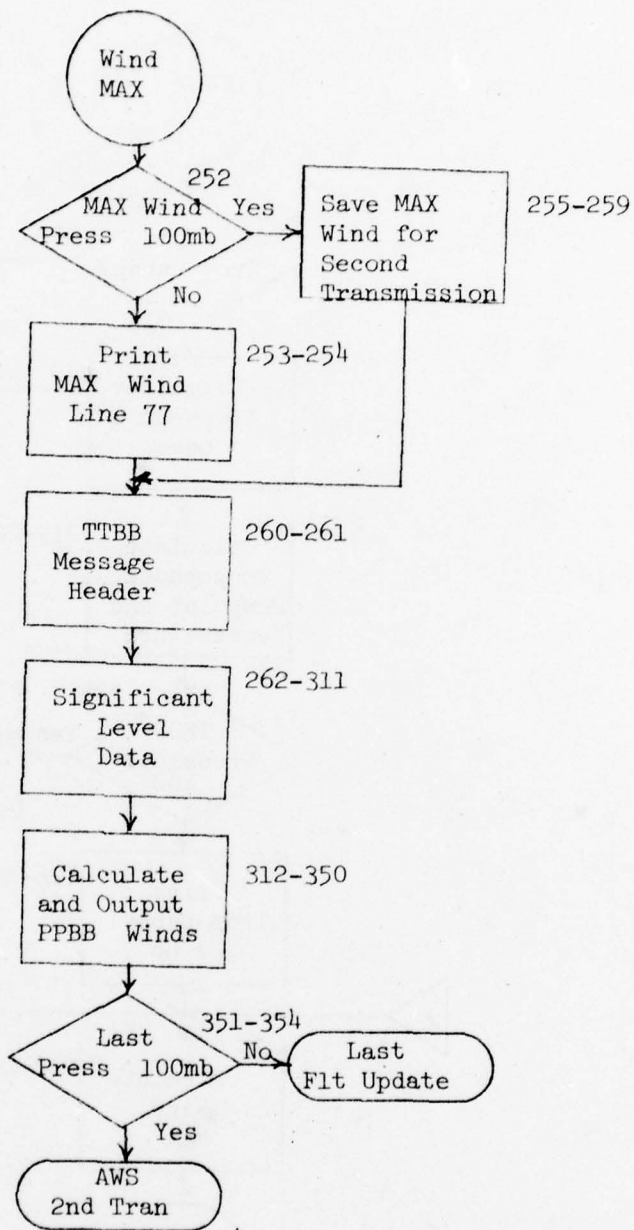 Wind
MAX
252
MAX Wind Yes
Press 100mb
No
Save MAX
Wind for
Second
Transmission
255-259
Print
MAX Wind
Line 77
253-254
TTBB
Message
Header
260-261
Significant
Level
Data
262-311
Calculate
and Output
PPBB Winds
312-350
351-354
Last
Press 100mb
No
Last
Flt Update
Yes
AWS
2nd Tran